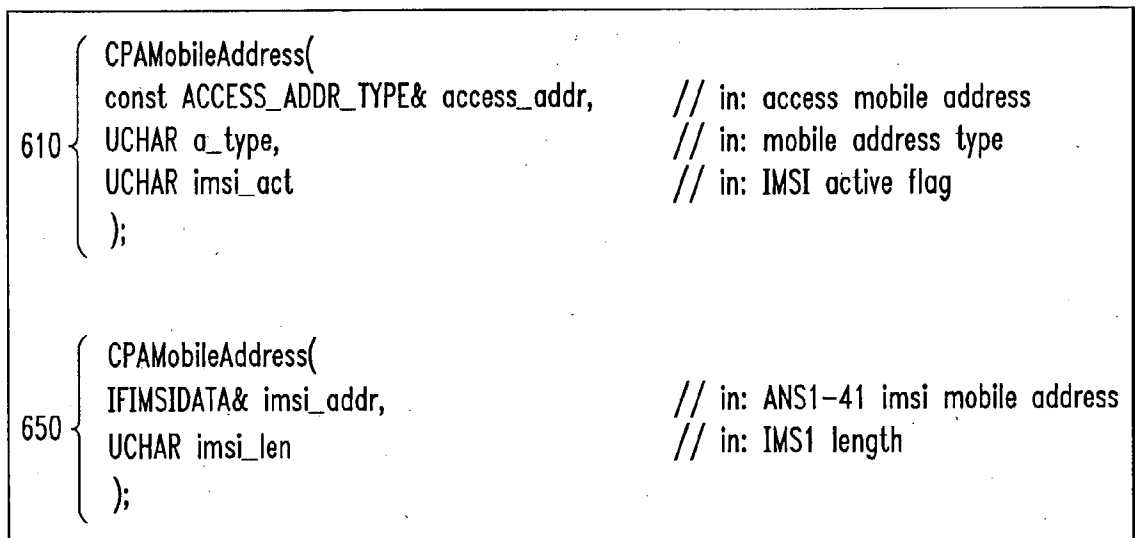 610 CPAMobileAddress(
const ACCESS_ADDR_TYPE& access_addr, // in: access mobile address
UCHAR a_type, // in: mobile address type
UCHAR imsi_act // in: IMSI active flag
);
650 CPAMobileAddress(
IFIMSIDATA& imsi_addr, // in: ANS1-41 imsi mobile address
UCHAR imsi_len // in: IMS1 length
);